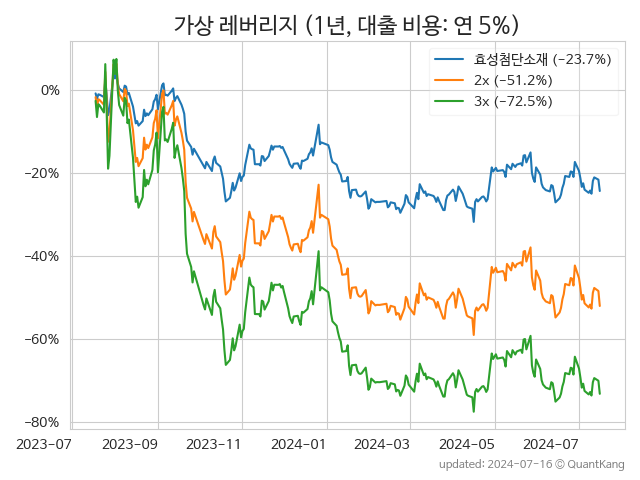 가상 레버리지 (1년, 대출 비용: 연 5%)
효성첨단소재 (−23.7%)
2x (−51.2%)
3x (−72.5%)
0%
−20%
−40%
−60%
−80%
2023-07 2023-09 2023-11 2024-01 2024-03 2024-05 2024-07
updated: 2024-07-16 © QuantKang